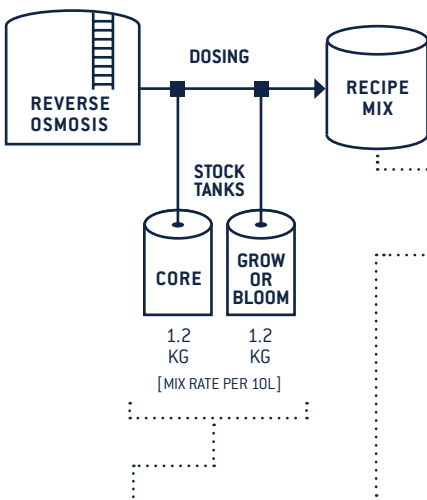 DOSING
REVERSE
OSMOSIS
RECIPE
MIX
STOCK
TANKS
CORE
GROW
OR
BLOOM
1.2
KG
1.2
KG
[MIX RATE PER 10L]